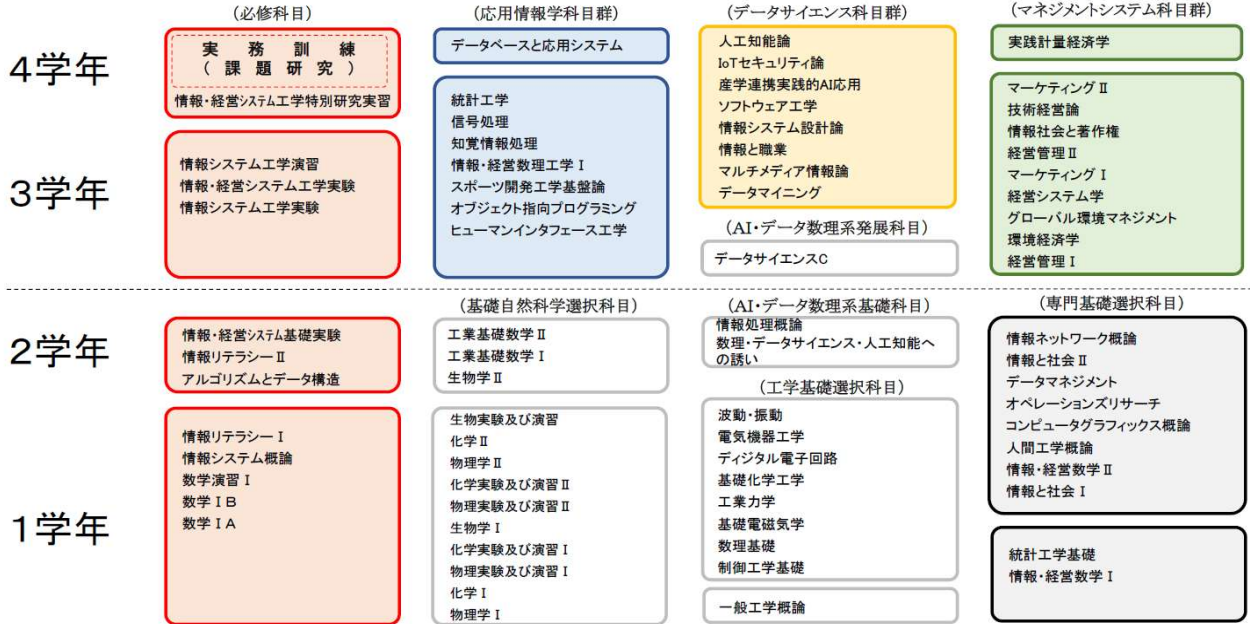 (必修科目)
(応用情報学科目群)
(データサイエンス科目群)
(マネジメントシステム科目群)
4学年
実務訓練
(課題研究)
情報・経営システム工学特別研究実習
データベースと応用システム
人工知能論
IoTセキュリティ論
産学連携実践的AI応用
ソフトウェア工学
情報システム設計論
情報と職業
マルチメディア情報論
データマイニング
実践計量経済学
3学年
情報システム工学演習
情報・経営システム工学実験
情報システム工学実験
統計工学
信号処理
知覚情報処理
情報・経営数理工学Ⅰ
スポーツ開発工学基盤論
オブジェクト指向プログラミング
ヒューマンインタフェース工学
(AI・データ数理系発展科目)
データサイエンスC
マーケティングⅡ
技術経営論
情報社会と著作権
経営管理Ⅱ
マーケティングⅠ
経営システム学
グローバル環境マネジメント
環境経済学
経営管理Ⅰ
2学年
情報・経営システム基礎実験
情報リテラシーⅡ
アルゴリズムとデータ構造
(基礎自然科学選択科目)
工業基礎数学Ⅱ
工業基礎数学Ⅰ
生物学Ⅱ
(AI・データ数理系基礎科目)
情報処理概論
数理・データサイエンス・人工知能へ
の誘い
(専門基礎選択科目)
情報ネットワーク概論
情報と社会Ⅱ
データマネジメント
オペレーションズリサーチ
コンピュータグラフィックス概論
人間工学概論
情報・経営数学Ⅱ
情報と社会Ⅰ
1学年
情報リテラシーⅠ
情報システム概論
数学演習Ⅰ
数学ⅠB
数学ⅠA
生物実験及び演習
化学Ⅱ
物理学Ⅱ
化学実験及び演習Ⅱ
物理実験及び演習Ⅱ
生物学Ⅰ
化学実験及び演習Ⅰ
物理実験及び演習Ⅰ
化学Ⅰ
物理学Ⅰ
(工学基礎選択科目)
波動・振動
電気機器工学
ディジタル電子回路
基礎化学工学
工業力学
基礎電磁気学
数理基礎
制御工学基礎
一般工学概論
統計工学基礎
情報・経営数学Ⅰ